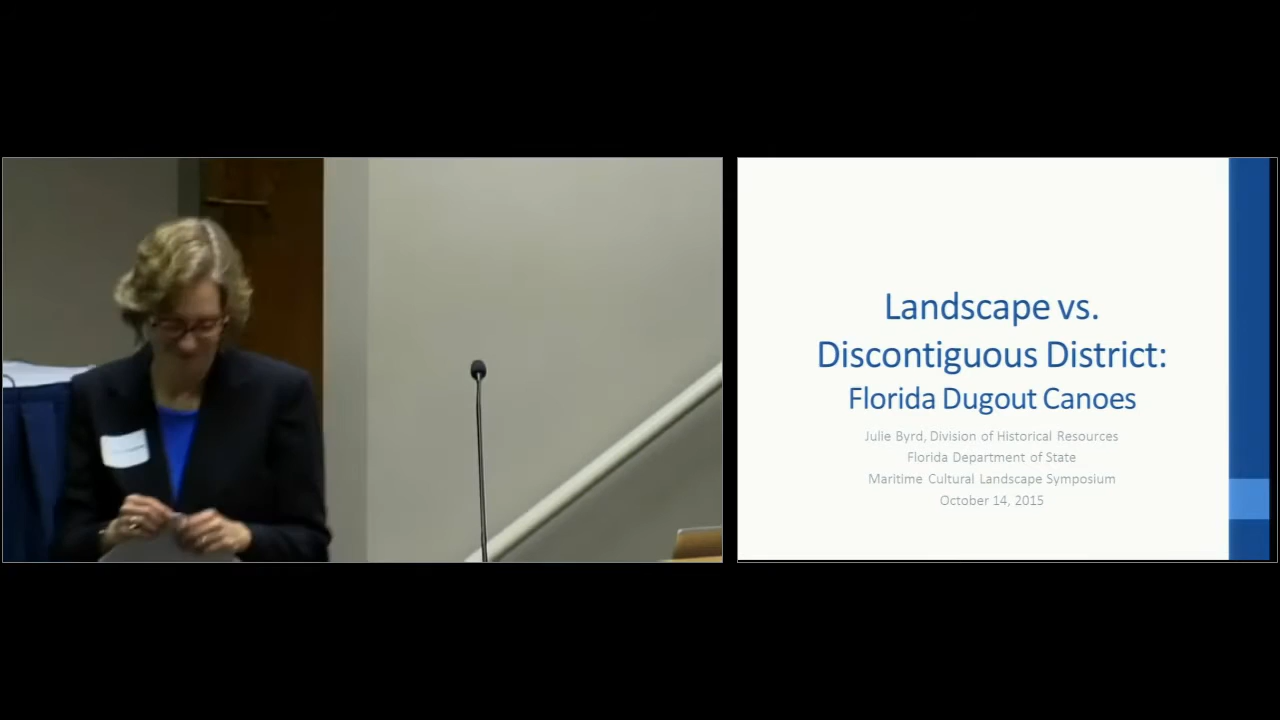 Landscape vs.
Discontiguous District:
Florida Dugout Canoes
Julie Byrd, Division of Historical Resources
Florida Department of State
Maritime Cultural Landscape Symposium
October 14, 2015